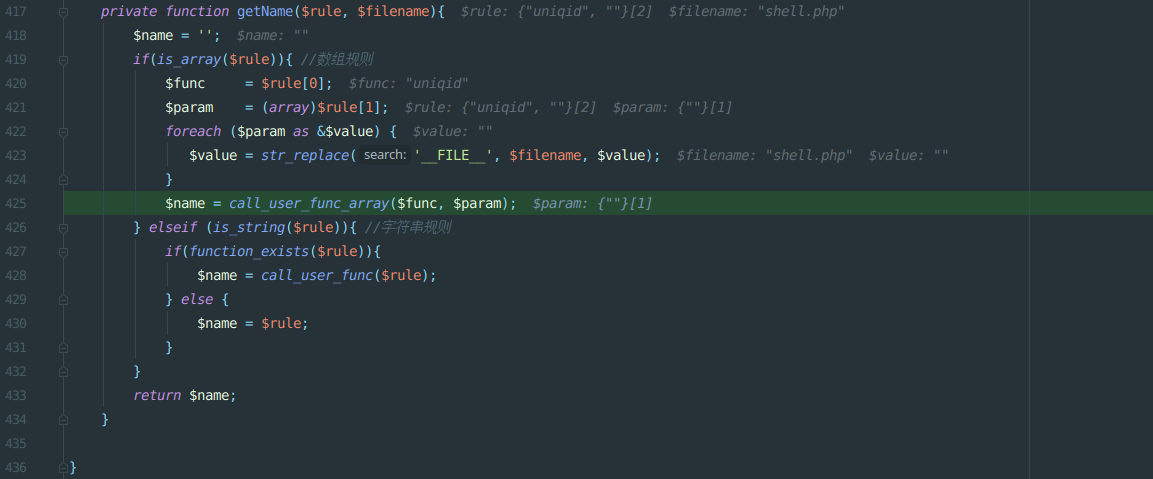 417 private function getName($rule, $filename){ $rule: {"uniqid", ""}[2] $filename: "shell.php"
418 $name = ''; $name: ""
419 if(is_array($rule)){ //数组规则
420 $func = $rule[0]; $func: "uniqid"
421 $param = (array)$rule[1]; $rule: {"uniqid", ""}[2] $param: {""}[1]
422 foreach ($param as &$value) { $value: ""
423 $value = str_replace( search: '__FILE__', $filename, $value); $filename: "shell.php" $value: ""
424 }
425 $name = call_user_func_array($func, $param); $param: {""}[1]
426 } elseif (is_string($rule)){ //字符串规则
427 if(function_exists($rule)){
428 $name = call_user_func($rule);
429 } else {
430 $name = $rule;
431 }
432 }
433 return $name;
434 }
435
436 }